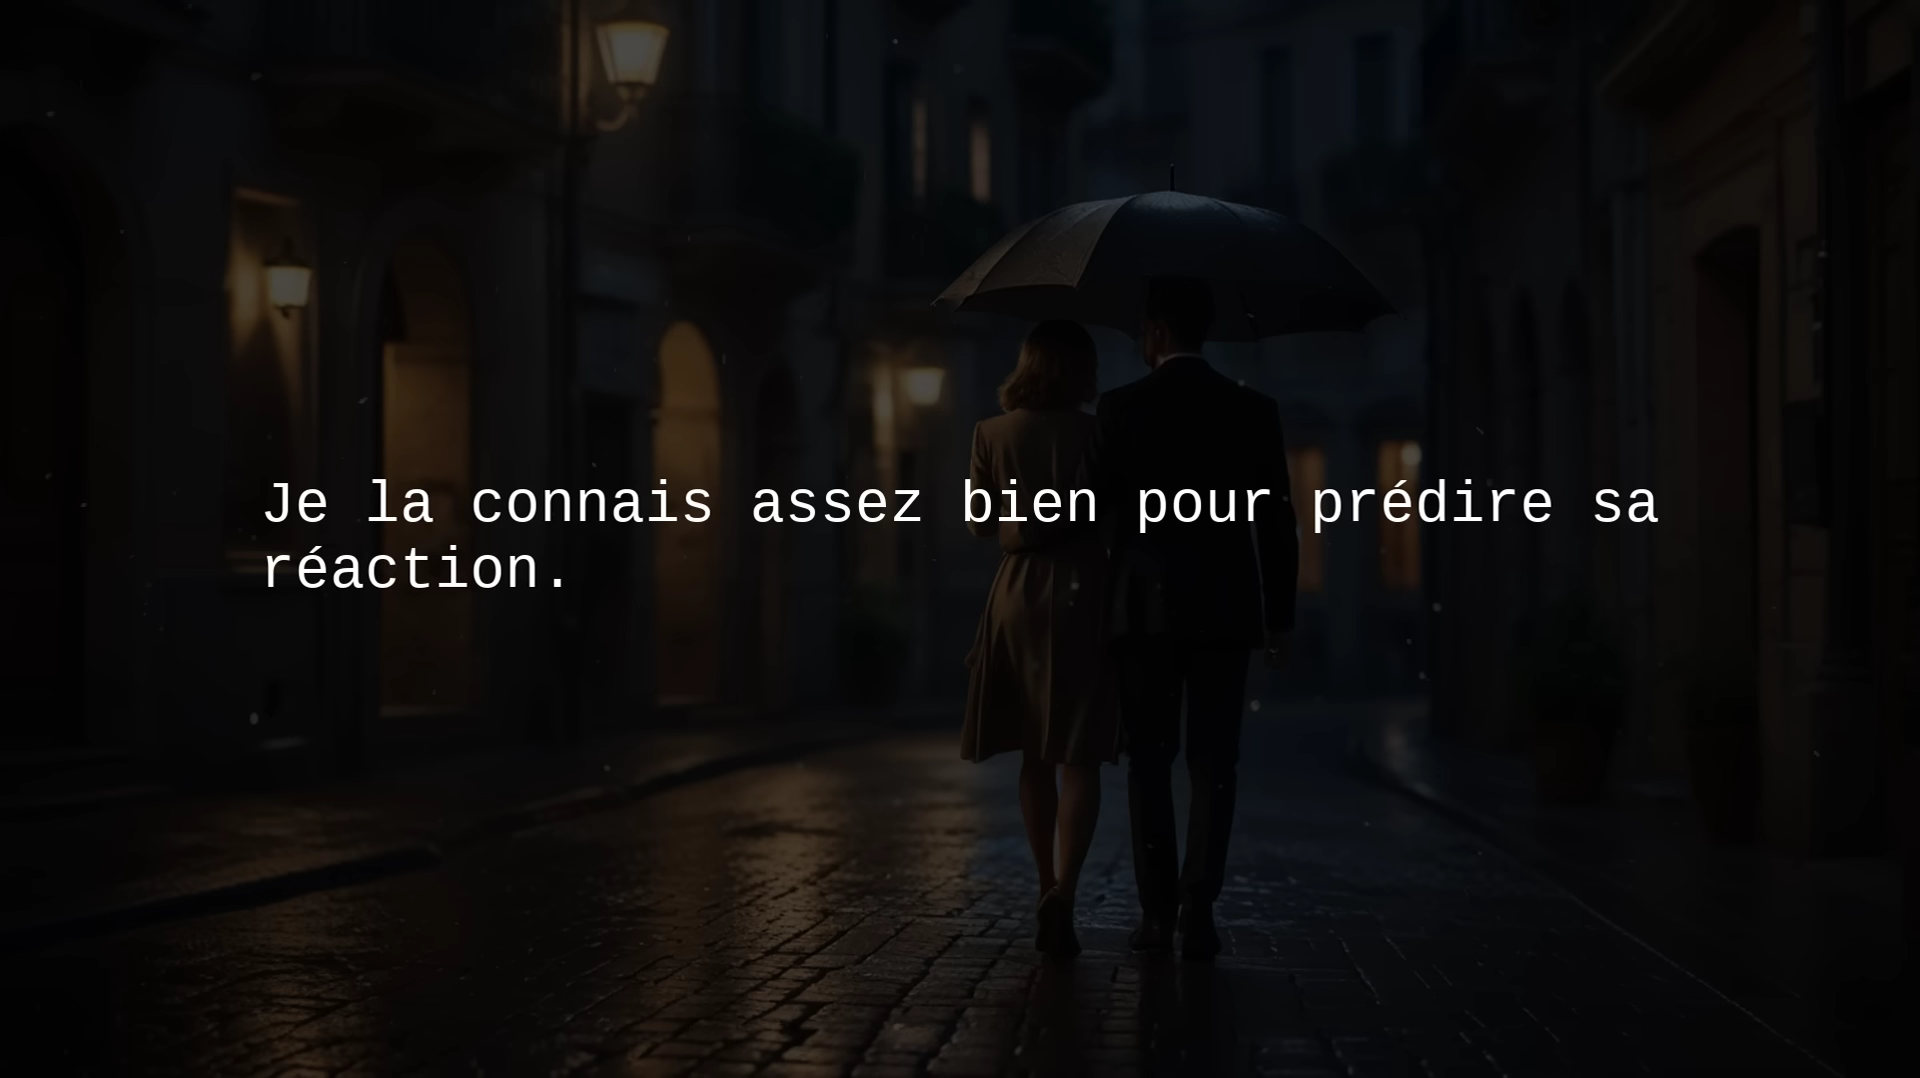 Je la connais assez bien pour prédire sa
réaction.